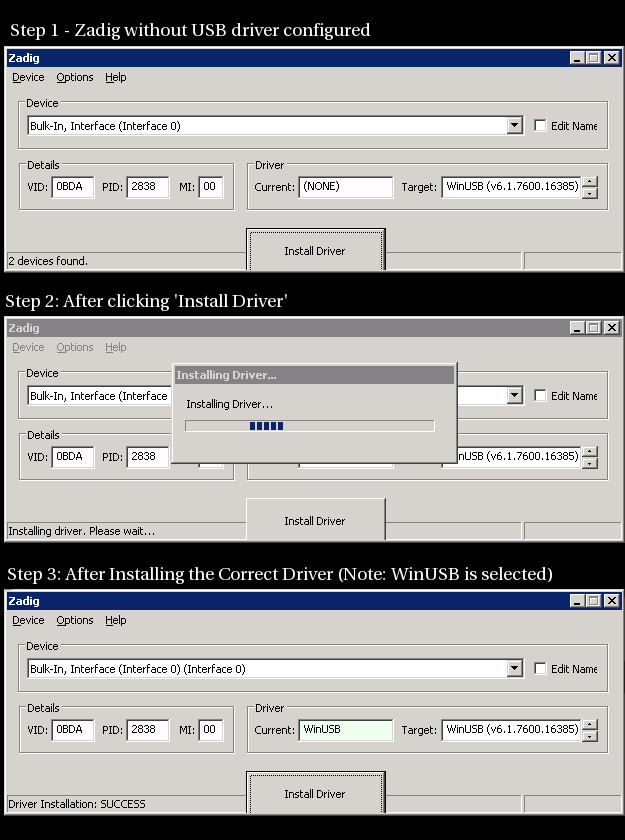 Step 1 - Zadig without USB driver configured
Zadig
Device Options Help
Device
Bulk-In, Interface (Interface 0) Edit Name
Details Driver
VID: 0BDA PID: 2838 MI: 00 Current: (NONE) Target: WinUSB (v6.1.7600.16385)
Install Driver
2 devices found.
Step 2: After clicking 'Install Driver'
Zadig
Device Options Help
Installing Driver...
Device
Bulk-In, Interface (Interface Edit Name
Installing Driver...
Details
VID: 0BDA PID: 2838 nUSB (v6.1.7600.16385)
Install Driver
Installing driver. Please wait...
Step 3: After Installing the Correct Driver (Note: WinUSB is selected)
Zadig
Device Options Help
Device
Bulk-In, Interface (Interface 0) (Interface 0) Edit Name
Details Driver
VID: 0BDA PID: 2838 MI: 00 Current: WinUSB Target: WinUSB (v6.1.7600.16385)
Install Driver
Driver Installation: SUCCESS